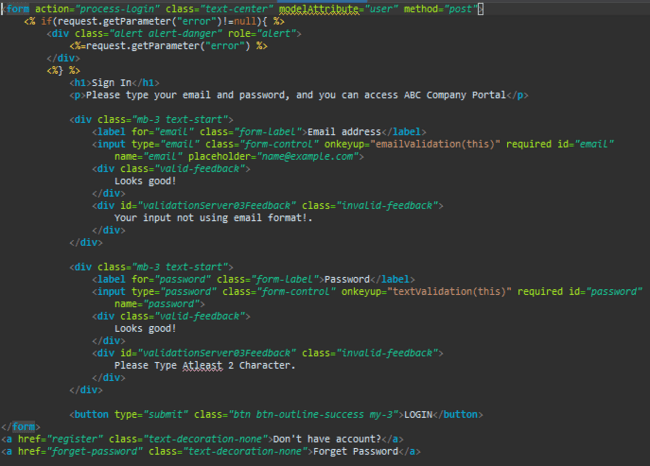 <form action="process-login" class="text-center" modelAttribute="user" method="post">
<% if(request.getParameter("error")!=null){ %>
<div class="alert alert-danger" role="alert">
<%=request.getParameter("error") %>
</div>
<%} %>
<h1>Sign In</h1>
<p>Please type your email and password, and you can access ABC Company Portal</p>
<div class="mb-3 text-start">
<label for="email" class="form-label">Email address</label>
<input type="email" class="form-control" onkeyup="emailValidation(this)" required id="email"
name="email" placeholder="name@example.com">
<div class="valid-feedback">
Looks good!
</div>
<div id="validationServer03Feedback" class="invalid-feedback">
Your input not using email format!.
</div>
</div>
<div class="mb-3 text-start">
<label for="password" class="form-label">Password</label>
<input type="password" class="form-control" onkeyup="textValidation(this)" required id="password"
name="password">
<div class="valid-feedback">
Looks good!
</div>
<div id="validationServer03Feedback" class="invalid-feedback">
Please Type Atleast 2 Character.
</div>
</div>
<button type="submit" class="btn btn-outline-success my-3">LOGIN</button>
</form>
<a href="register" class="text-decoration-none">Don't have account?</a>
<a href="forget-password" class="text-decoration-none">Forget Password</a>